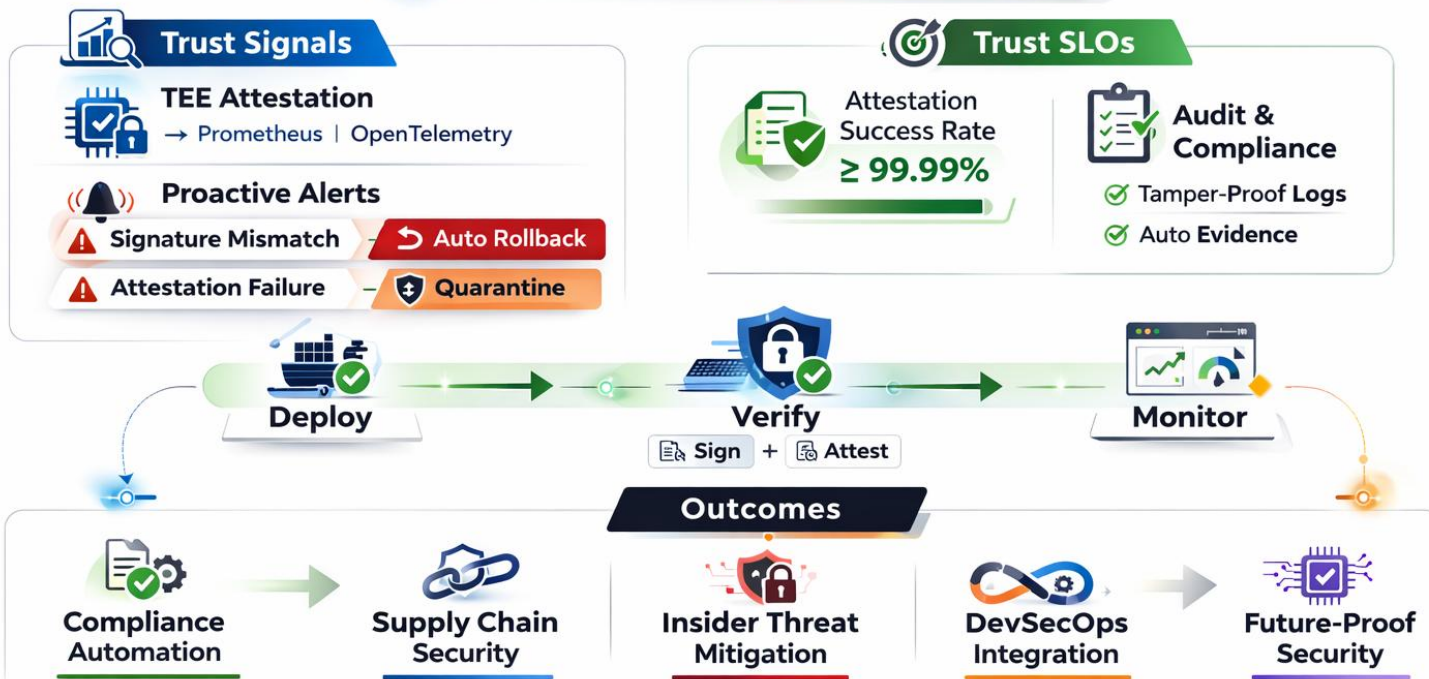 Trust Signals
TEE Attestation
→ Prometheus | OpenTelemetry
Proactive Alerts
Signature Mismatch
Auto Rollback
Attestation Failure
Quarantine
Trust SLOs
Attestation
Success Rate
≥ 99.99%
Audit &
Compliance
Tamper-Proof Logs
Auto Evidence
Deploy
Verify
Sign + Attest
Monitor
Outcomes
Compliance
Automation
Supply Chain
Security
Insider Threat
Mitigation
DevSecOps
Integration
Future-Proof
Security